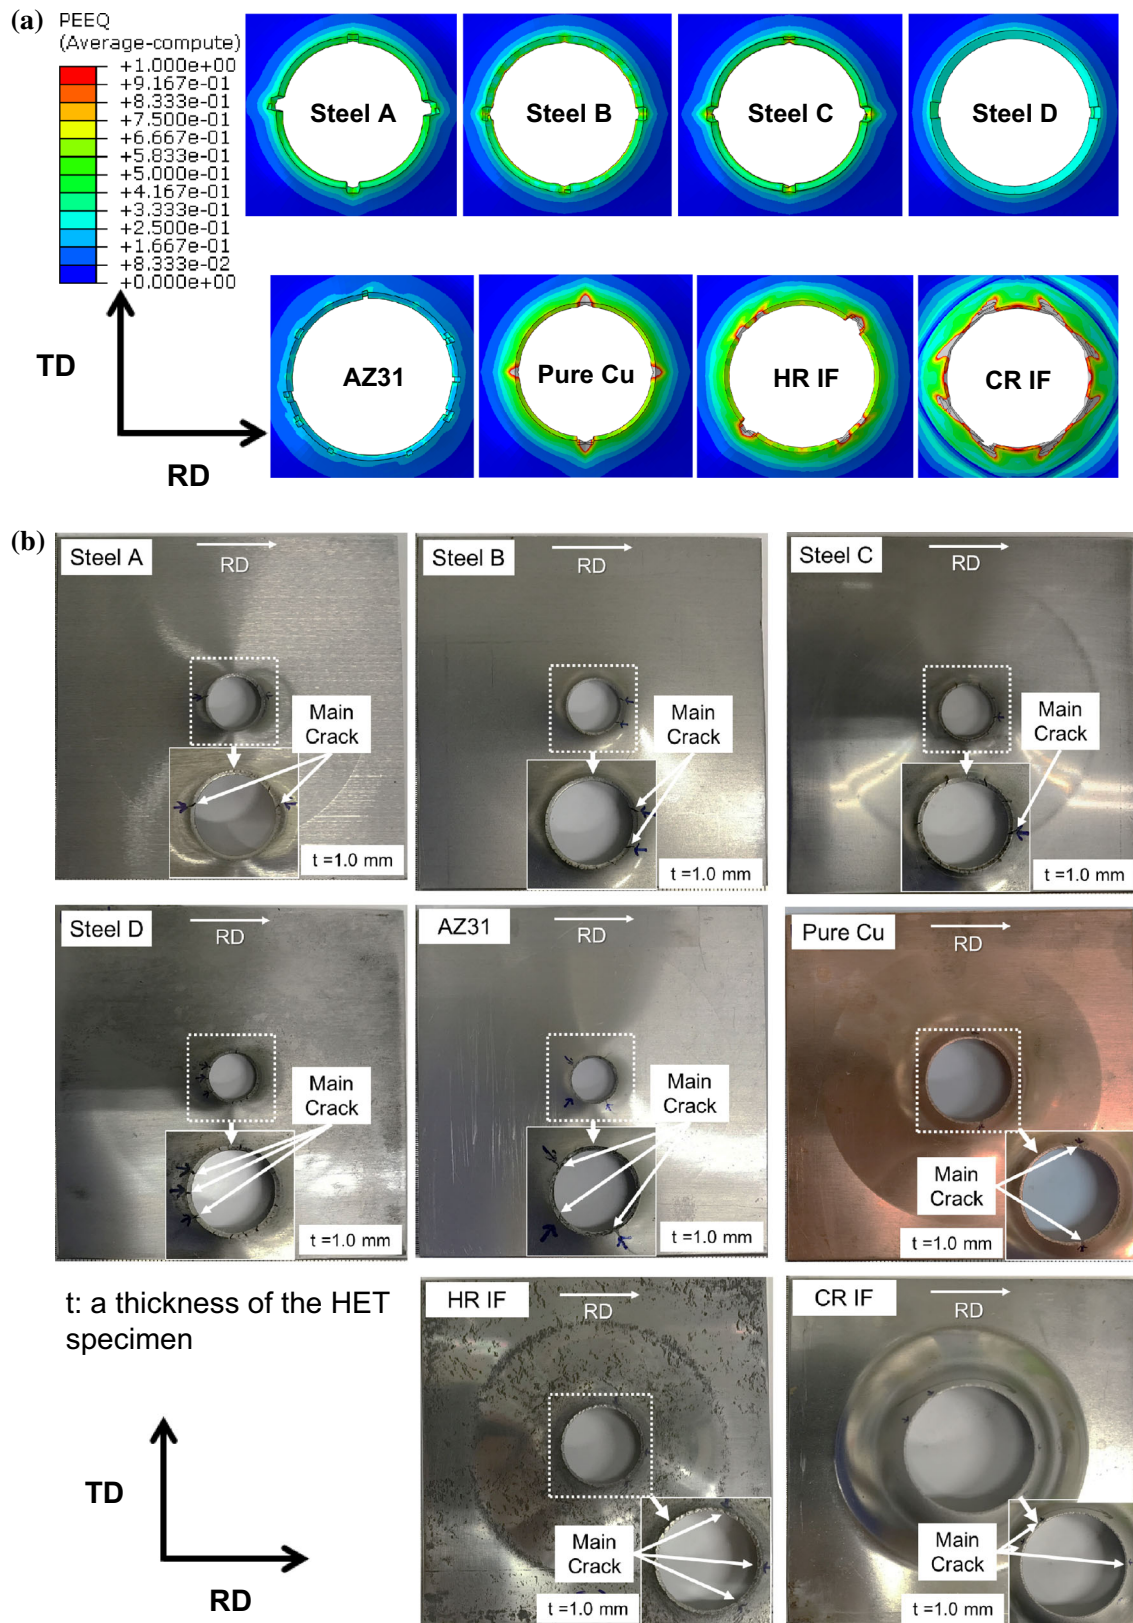 (a)
PEEQ
(Average-compute)
+1.000e+00
+9.167e-01
+8.333e-01
+7.500e-01
+6.667e-01
+5.833e-01
+5.000e-01
+4.167e-01
+3.333e-01
+2.500e-01
+1.667e-01
+8.333e-02
+0.000e+00
Steel A
Steel B
Steel C
Steel D
TD
RD
AZ31
Pure Cu
HR IF
CR IF
(b)
Steel A
RD
Main
Crack
t =1.0 mm
Steel B
RD
Main
Crack
t =1.0 mm
Steel C
RD
Main
Crack
t =1.0 mm
Steel D
RD
Main
Crack
t =1.0 mm
AZ31
RD
Main
Crack
t =1.0 mm
Pure Cu
RD
Main
Crack
t =1.0 mm
t: a thickness of the HET
specimen
TD
RD
HR IF
RD
Main
Crack
t =1.0 mm
CR IF
RD
Main
Crack
t =1.0 mm